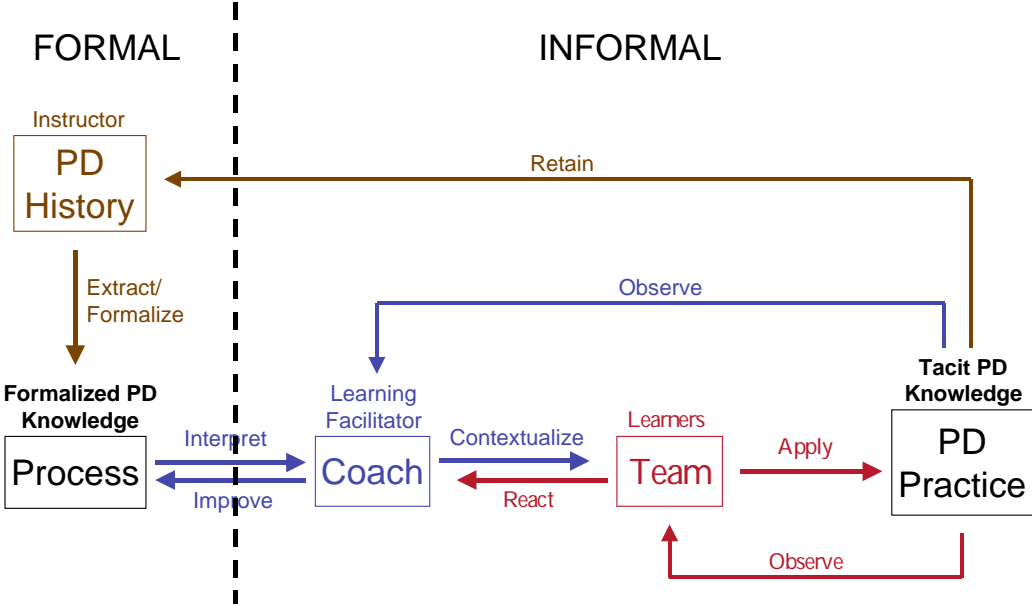 FORMAL
INFORMAL
Instructor
PD
History
Retain
Extract/
Formalize
Observe
Formalized PD
Knowledge
Process
Interpret
Improve
Learning
Facilitator
Coach
Contextualize
React
Learners
Team
Apply
Tacit PD
Knowledge
PD
Practice
Observe